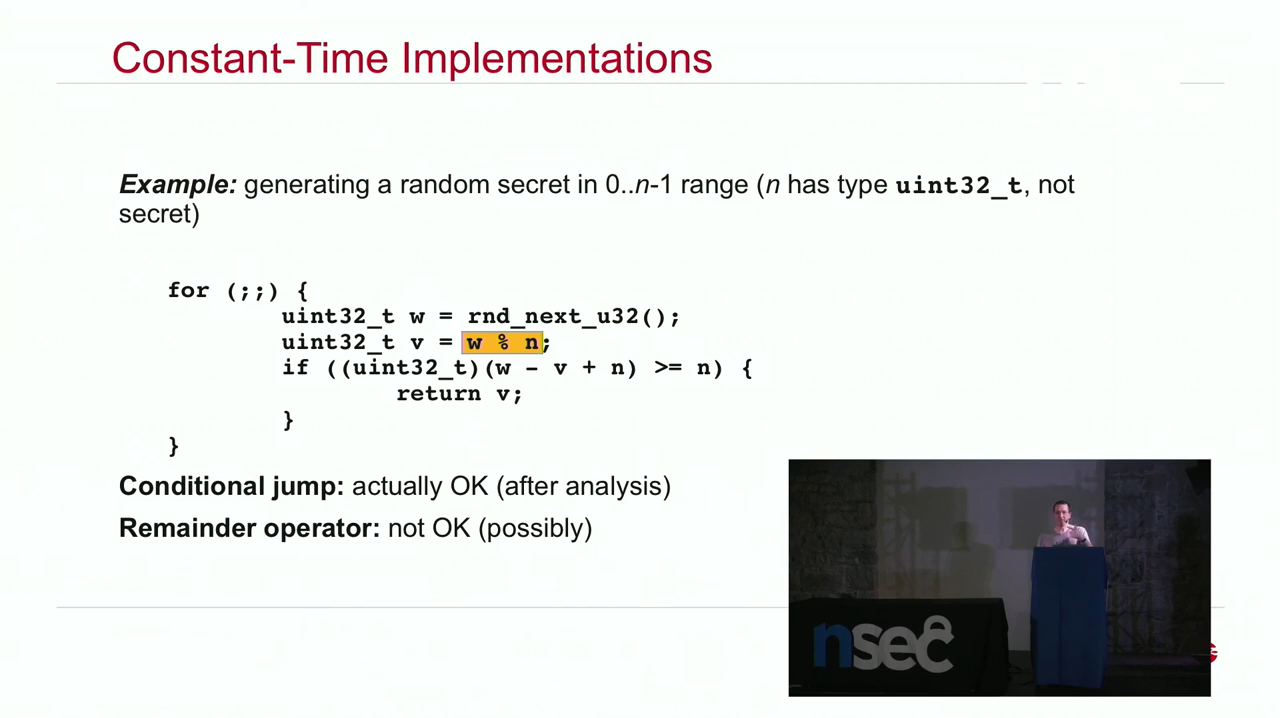 Constant-Time Implementations
Example: generating a random secret in 0..n-1 range (n has type uint32_t, not
secret)
for (;;) {
uint32_t w = rnd_next_u32();
uint32_t v = w % n;
if ((uint32_t)(w - v + n) >= n) {
return v;
}
}
Conditional jump: actually OK (after analysis)
Remainder operator: not OK (possibly)
nsec